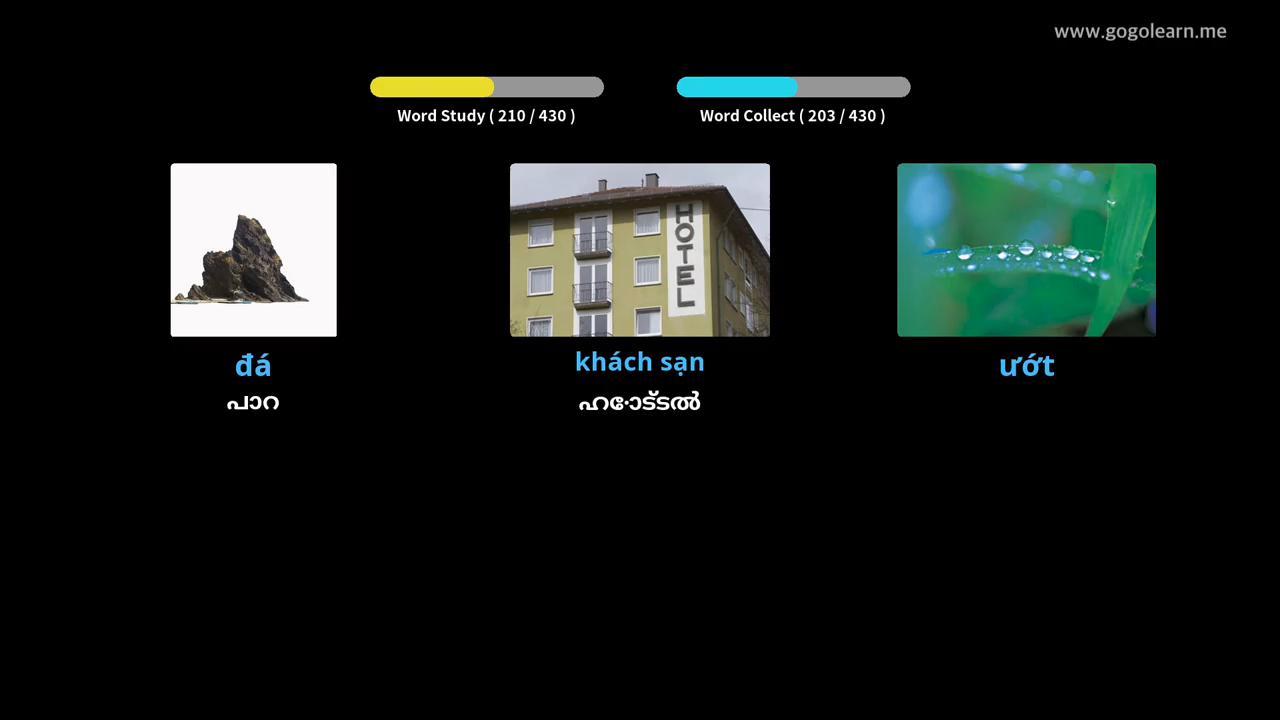 www.gogolearn.me
Word Study ( 210 / 430 )
Word Collect ( 203 / 430 )
HOTEL
đá
khách sạn
ướt
പാറ
ഹോട്ടൽ